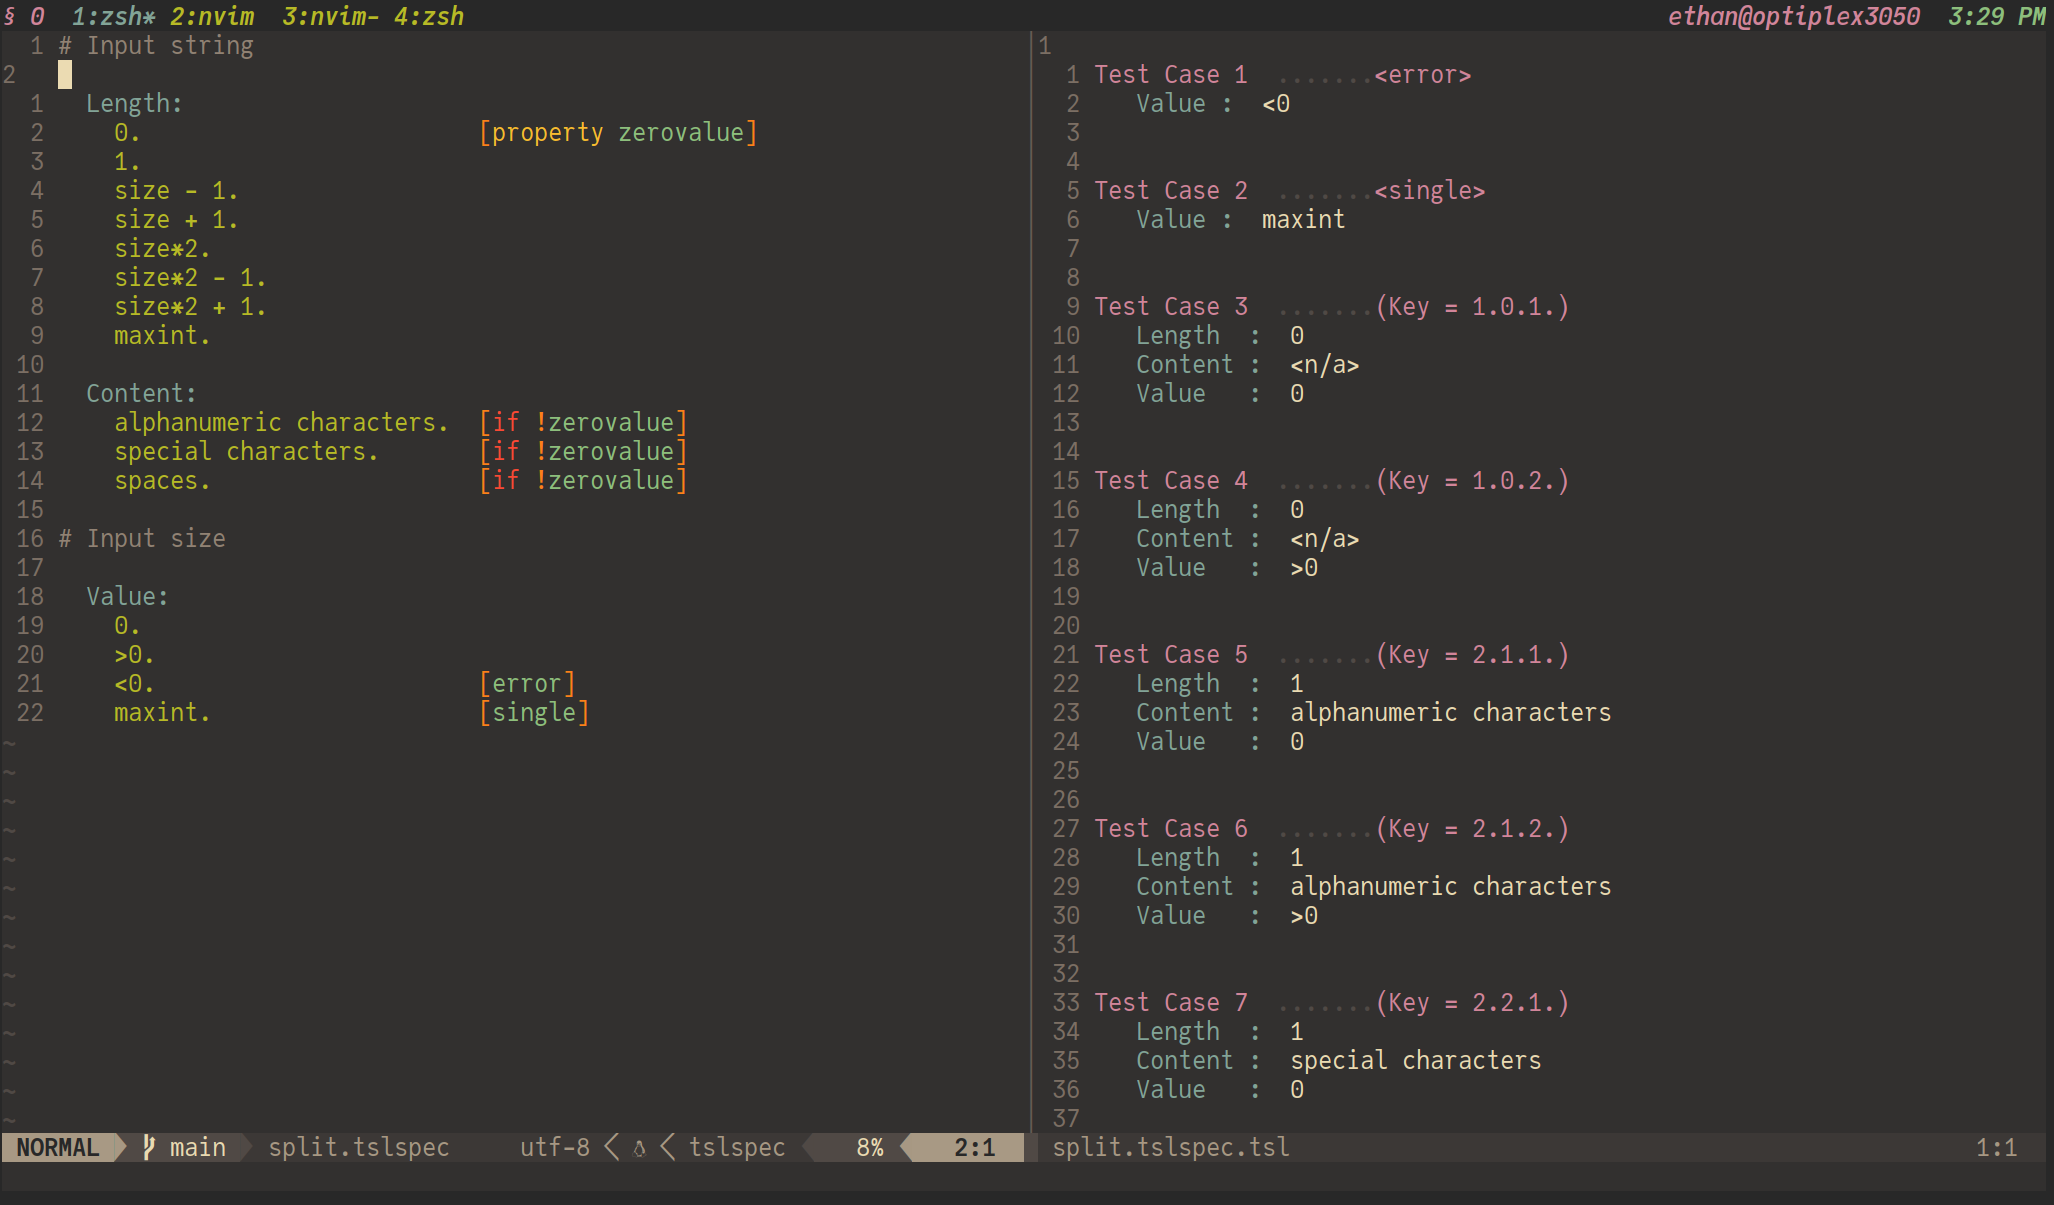 § 0  1:zsh* 2:nvim  3:nvim- 4:zsh ethan@optiplex3050  3:29 PM
1 # Input string
2
1   Length:
2     0.                        [property zerovalue]
3     1.
4     size - 1.
5     size + 1.
6     size*2.
7     size*2 - 1.
8     size*2 + 1.
9     maxint.
10
11   Content:
12     alphanumeric characters.  [if !zerovalue]
13     special characters.       [if !zerovalue]
14     spaces.                   [if !zerovalue]
15
16 # Input size
17
18   Value:
19     0.
20     >0.
21     <0.                       [error]
22     maxint.                   [single]
~
~
~
~
~
~
~
~
~
~
~
~
~
~
NORMAL main split.tslspec utf-8 tslspec 8% 2:1
1
1 Test Case 1  .......<error>
2    Value :  <0
3
4
5 Test Case 2  .......<single>
6    Value :  maxint
7
8
9 Test Case 3  .......(Key = 1.0.1.)
10    Length  :  0
11    Content :  <n/a>
12    Value   :  0
13
14
15 Test Case 4  .......(Key = 1.0.2.)
16    Length  :  0
17    Content :  <n/a>
18    Value   :  >0
19
20
21 Test Case 5  .......(Key = 2.1.1.)
22    Length  :  1
23    Content :  alphanumeric characters
24    Value   :  0
25
26
27 Test Case 6  .......(Key = 2.1.2.)
28    Length  :  1
29    Content :  alphanumeric characters
30    Value   :  >0
31
32
33 Test Case 7  .......(Key = 2.2.1.)
34    Length  :  1
35    Content :  special characters
36    Value   :  0
37
split.tslspec.tsl 1:1